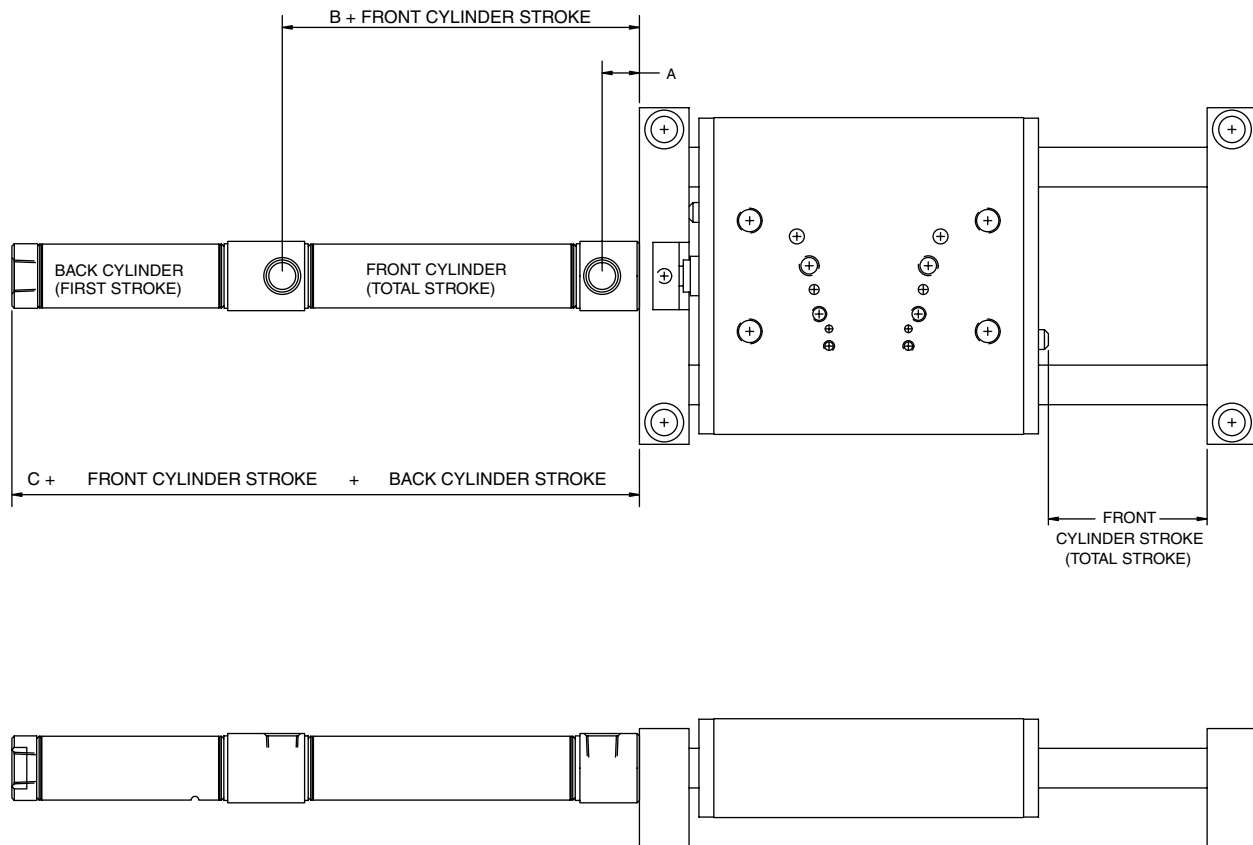 B + FRONT CYLINDER STROKE
A
BACK CYLINDER
(FIRST STROKE)
FRONT CYLINDER
(TOTAL STROKE)
C + FRONT CYLINDER STROKE + BACK CYLINDER STROKE
FRONT
CYLINDER STROKE
(TOTAL STROKE)